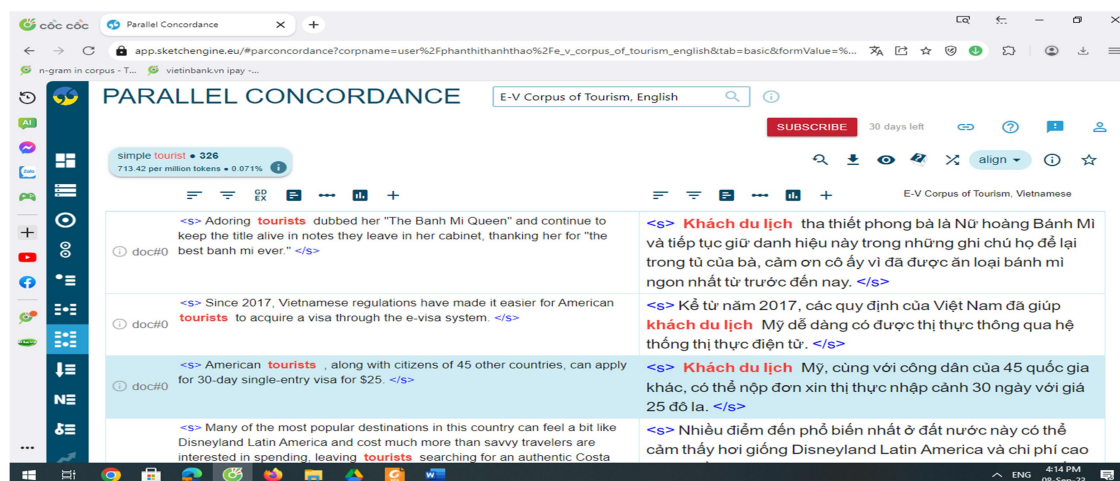 cốc cốc
Parallel Concordance
app.sketchengine.eu/#parconcordance?corpname=user%2Fphanthithanhthao%2Fe_v_corpus_of_tourism_english&tab=basic&formValue=%...
n-gram in corpus - T...
vietinbank.vn ipay -...
PARALLEL CONCORDANCE
E-V Corpus of Tourism, English
SUBSCRIBE
30 days left
simple tourist • 326
713.42 per million tokens • 0.071%
align
GD
EX
E-V Corpus of Tourism, Vietnamese
<s> Adoring tourists dubbed her "The Banh Mi Queen" and continue to
keep the title alive in notes they leave in her cabinet, thanking her for "the
doc#0 best banh mi ever." </s>
<s> Khách du lịch tha thiết phong bà là Nữ hoàng Bánh Mì
và tiếp tục giữ danh hiệu này trong những ghi chú họ để lại
trong tủ của bà, cảm ơn cô ấy vì đã được ăn loại bánh mì
ngon nhất từ trước đến nay. </s>
<s> Since 2017, Vietnamese regulations have made it easier for American
doc#0 tourists to acquire a visa through the e-visa system. </s>
<s> Kể từ năm 2017, các quy định của Việt Nam đã giúp
khách du lịch Mỹ dễ dàng có được thị thực thông qua hệ
thống thị thực điện tử. </s>
<s> American tourists , along with citizens of 45 other countries, can apply
doc#0 for 30-day single-entry visa for $25. </s>
<s> Khách du lịch Mỹ, cùng với công dân của 45 quốc gia
khác, có thể nộp đơn xin thị thực nhập cảnh 30 ngày với giá
25 đô la. </s>
<s> Many of the most popular destinations in this country can feel a bit like
Disneyland Latin America and cost much more than savvy travelers are
interested in spending, leaving tourists searching for an authentic Costa
<s> Nhiều điểm đến phổ biến nhất ở đất nước này có thể
cảm thấy hơi giống Disneyland Latin America và chi phí cao
AI
Zalo
ENG
4:14 PM
08-Sep-23